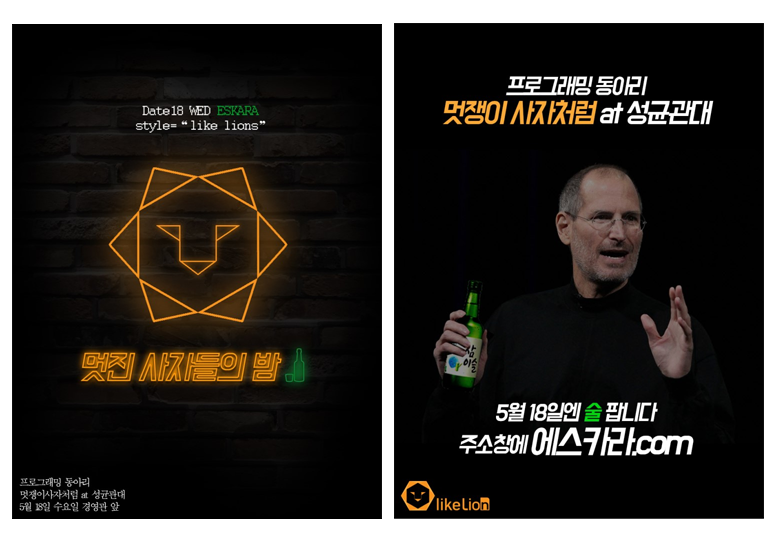 Date18 WED ESKARA
style=“like lions”
멋진 사자들의 밤
프로그래밍 동아리
멋쟁이사자처럼 at 성균관대
5월 18일 수요일 경영관 앞
프로그래밍 동아리
멋쟁이 사자처럼 at 성균관대
참이슬
5월 18일엔 술 팝니다
주소창에 에스카라.com
likelion